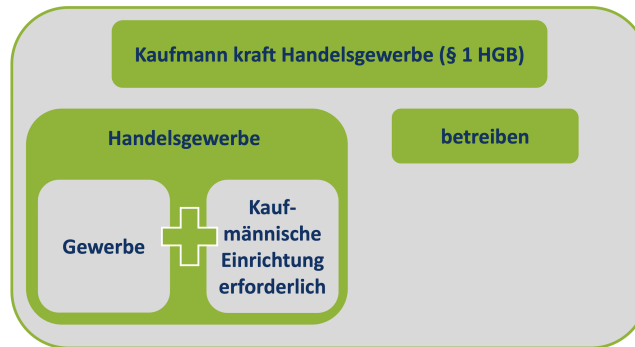 Kaufmann kraft Handelsgewerbe (§ 1 HGB)
Handelsgewerbe
betreiben
Gewerbe
Kauf-
männische
Einrichtung
erforderlich